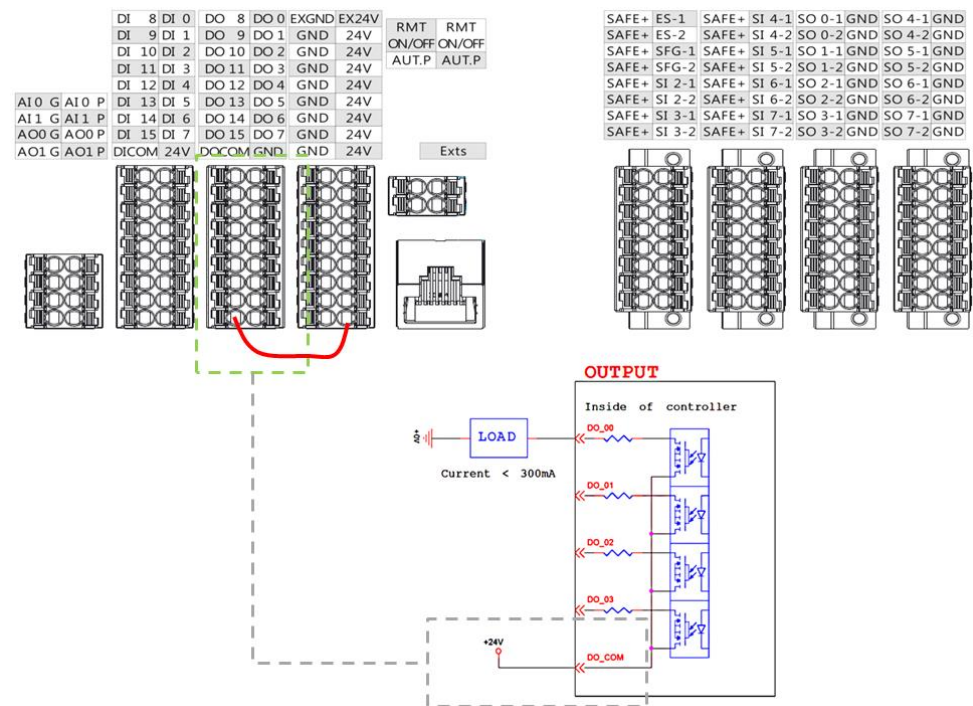 DI 8 DI 0 DO 8 DO 0 EXGND EX24V
DI 9 DI 1 DO 9 DO 1 GND 24V
DI 10 DI 2 DO 10 DO 2 GND 24V
DI 11 DI 3 DO 11 DO 3 GND 24V
DI 12 DI 4 DO 12 DO 4 GND 24V
AI 0 G AI 0 P DI 13 DI 5 DO 13 DO 5 GND 24V
AI 1 G AI 1 P DI 14 DI 6 DO 14 DO 6 GND 24V
AO0 G AO0 P DI 15 DI 7 DO 15 DO 7 GND 24V
AO1 G AO1 P DICOM 24V DOCOM GND GND 24V
RMT RMT
ON/OFF ON/OFF
AUT.P AUT.P
Exts
SAFE+ ES-1 SAFE+ SI 4-1 SO 0-1 GND SO 4-1 GND
SAFE+ ES-2 SAFE+ SI 4-2 SO 0-2 GND SO 4-2 GND
SAFE+ SFG-1 SAFE+ SI 5-1 SO 1-1 GND SO 5-1 GND
SAFE+ SFG-2 SAFE+ SI 5-2 SO 1-2 GND SO 5-2 GND
SAFE+ SI 2-1 SAFE+ SI 6-1 SO 2-1 GND SO 6-1 GND
SAFE+ SI 2-2 SAFE+ SI 6-2 SO 2-2 GND SO 6-2 GND
SAFE+ SI 3-1 SAFE+ SI 7-1 SO 3-1 GND SO 7-1 GND
SAFE+ SI 3-2 SAFE+ SI 7-2 SO 3-2 GND SO 7-2 GND
OUTPUT
Inside of controller
DO_00
LOAD
Current < 300mA
DO_01
DO_02
DO_03
+24V
DO_COM